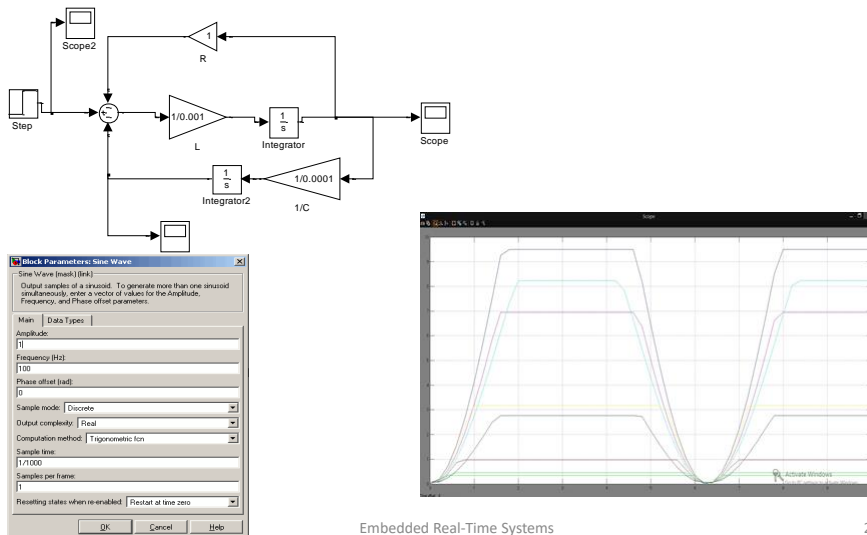 Scope2
1
R
Step
1/0.001
L
1
s
Integrator
Scope
1
s
Integrator2
1/0.0001
1/C
Block Parameters: Sine Wave
Sine Wave (mask) (link)
Output samples of a sinusoid. To generate more than one sinusoid
simultaneously, enter a vector of values for the Amplitude,
Frequency, and Phase offset parameters.
Main Data Types
Amplitude:
1
Frequency (Hz):
100
Phase offset (rad):
0
Sample mode: Discrete
Output complexity: Real
Computation method: Trigonometric fcn
Sample time:
1/1000
Samples per frame:
1
Resetting states when re-enabled: Restart at time zero
OK Cancel Help
Scope
Activate Windows
Embedded Real-Time Systems
2